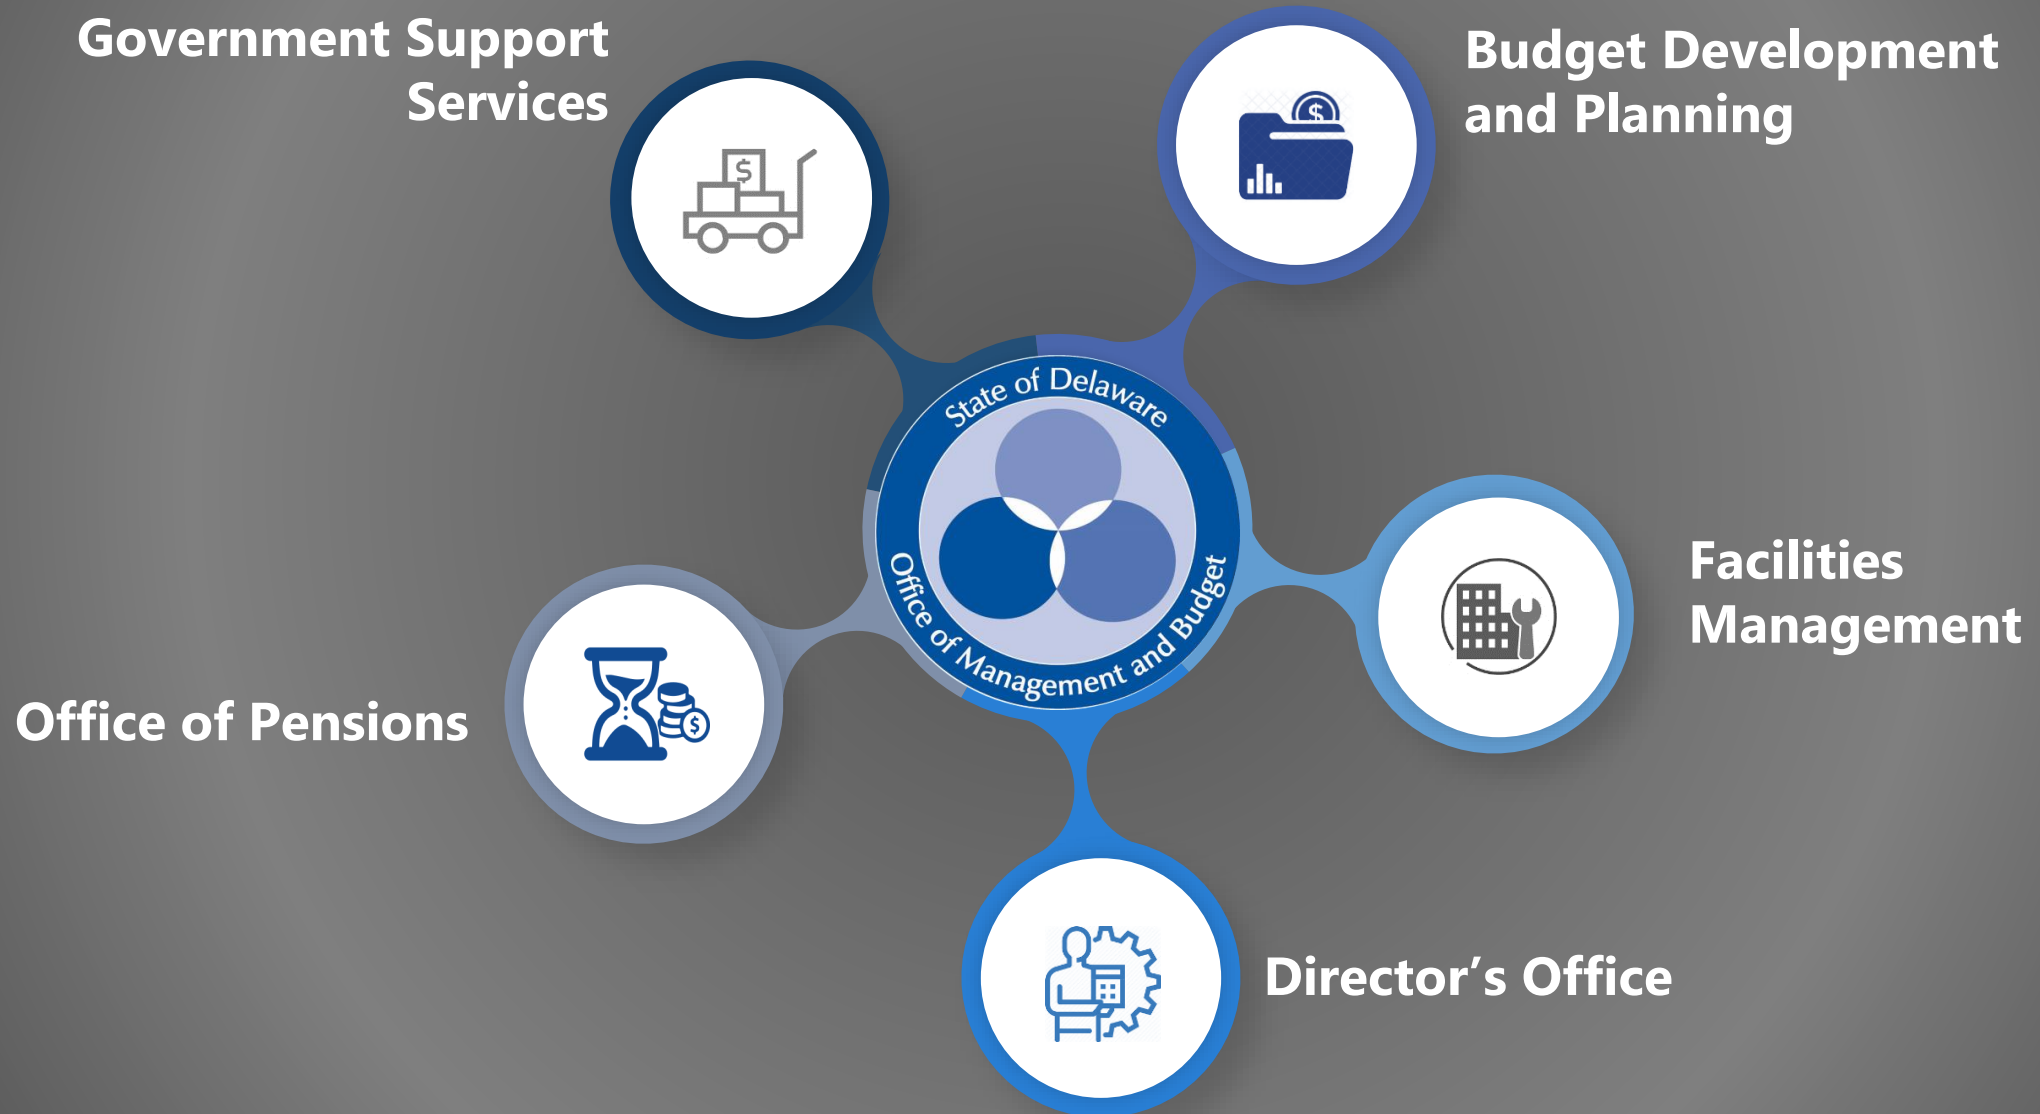 Government Support
Services
Budget Development
and Planning
$
$
State of Delaware
Office of Management and Budget
Facilities
Management
Office of Pensions
$
Director’s Office